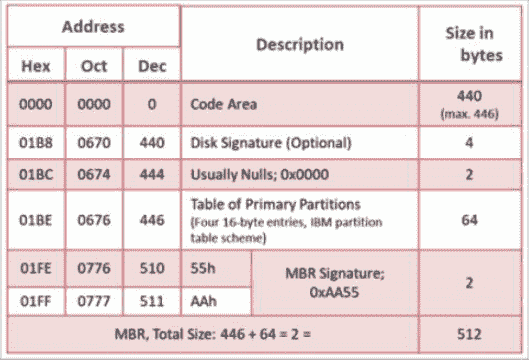 Address Description Size in bytes
Hex Oct Dec
0000 0000 0 Code Area 440 (max. 446)
01B8 0670 440 Disk Signature (Optional) 4
01BC 0674 444 Usually Nulls; 0x0000 2
01BE 0676 446 Table of Primary Partitions 64
(Four 16-byte entries, IBM partition
table scheme)
01FE 0776 510 55h MBR Signature; 0xAA55 2
01FF 0777 511 AAh
MBR, Total Size: 446 + 64 = 2 = 512